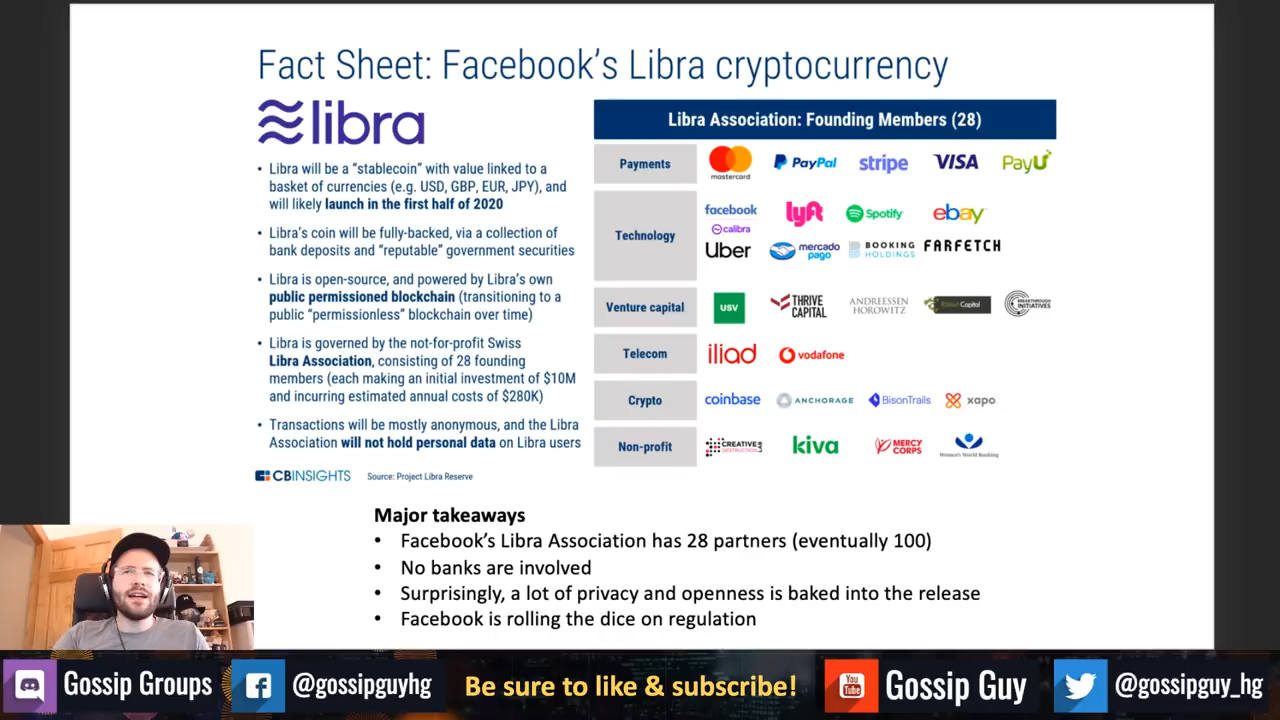 Fact Sheet: Facebook's Libra cryptocurrency
libra
• Libra will be a "stablecoin" with value linked to a
basket of currencies (e.g. USD, GBP, EUR, JPY), and
will likely launch in the first half of 2020
• Libra's coin will be fully-backed, via a collection of
bank deposits and "reputable" government securities
• Libra is open-source, and powered by Libra's own
public permissioned blockchain (transitioning to a
public "permissionless" blockchain over time)
• Libra is governed by the not-for-profit Swiss
Libra Association, consisting of 28 founding
members (each making an initial investment of $10M
and incurring estimated annual costs of $280K)
• Transactions will be mostly anonymous, and the Libra
Association will not hold personal data on Libra users
CBINSIGHTS Source: Project Libra Reserve
Libra Association: Founding Members (28)
Payments mastercard PayPal stripe VISA PayU
Technology
facebook lyft Spotify ebay
calibra
Uber mercado pago BOOKING HOLDINGS FARFETCH
Venture capital USV THRIVE CAPITAL ANDREESSEN HOROWITZ Capital BREAKTHROUGH INITIATIVES
Telecom iliad vodafone
Crypto coinbase ANCHORAGE BisonTrails xapo
Non-profit CREATIVE DESTRUCTION LAB kiva MERCY CORPS Women's World Banking
Major takeaways
• Facebook's Libra Association has 28 partners (eventually 100)
• No banks are involved
• Surprisingly, a lot of privacy and openness is baked into the release
• Facebook is rolling the dice on regulation
Gossip Groups @gossipguyhg Be sure to like & subscribe! You Tube Gossip Guy @gossipguy_hg